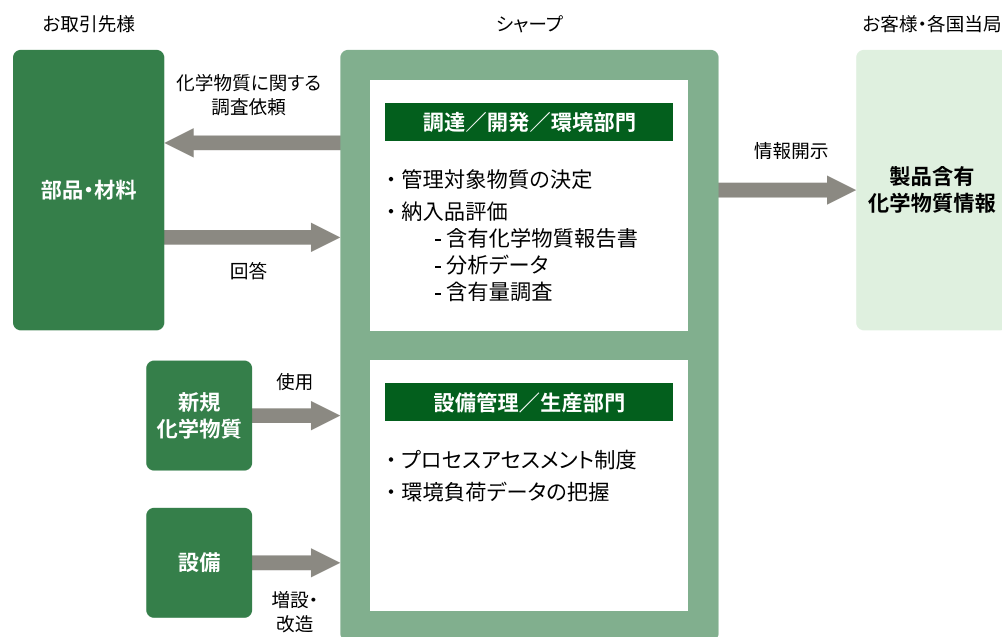 お取引先様
シャープ
お客様・各国当局
部品・材料
化学物質に関する
調査依頼
回答
調達／開発／環境部門
・管理対象物質の決定
・納入品評価
- 含有化学物質報告書
- 分析データ
- 含有量調査
情報開示
製品含有
化学物質情報
新規
化学物質
使用
設備
増設・
改造
設備管理／生産部門
・プロセスアセスメント制度
・環境負荷データの把握